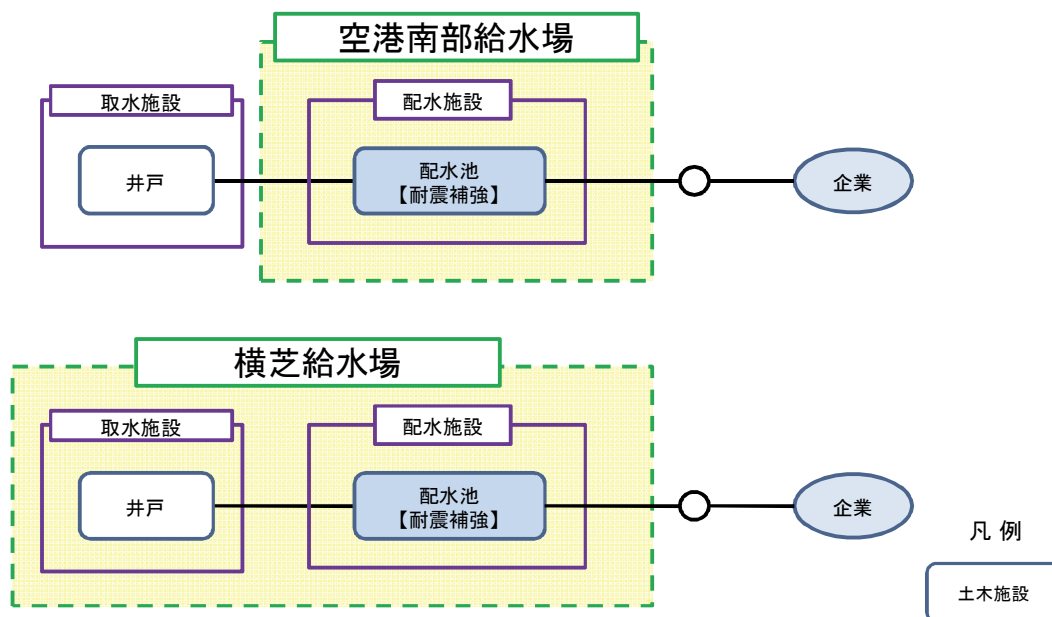 空港南部給水場
取水施設
配水施設
井戸
配水池
【耐震補強】
企業
横芝給水場
取水施設
配水施設
井戸
配水池
【耐震補強】
企業
凡 例
土木施設